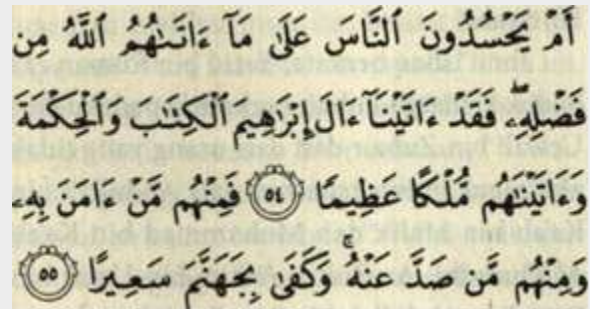 أَمْ يَحْسُدُونَ ٱلنَّاسَ عَلَىٰ مَآ ءَاتَىٰهُمُ ٱللَّهُ مِن
فَضْلِهِۦۖ فَقَدْ ءَاتَيْنَآ ءَالَ إِبْرَٰهِيمَ ٱلْكِتَٰبَ وَٱلْحِكْمَةَ
وَءَاتَيْنَٰهُم مُّلْكًا عَظِيمًا ٥٤ فَمِنْهُم مَّنْ ءَامَنَ بِهِۦ
وَمِنْهُم مَّن صَدَّ عَنْهُۚ وَكَفَىٰ بِجَهَنَّمَ سَعِيرًا ٥٥